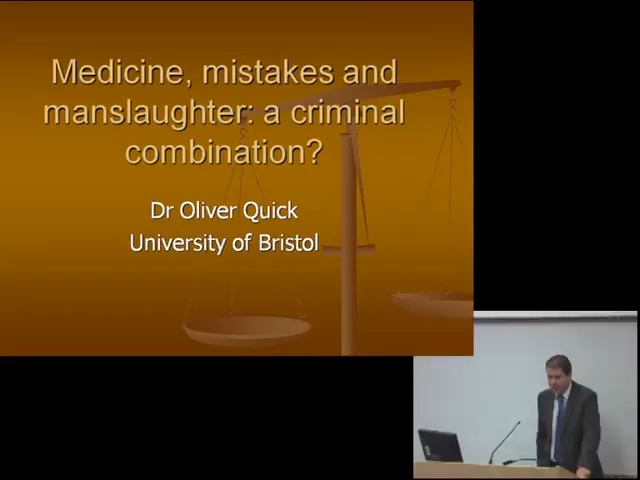 Medicine, mistakes and
manslaughter: a criminal
combination?
Dr Oliver Quick
University of Bristol